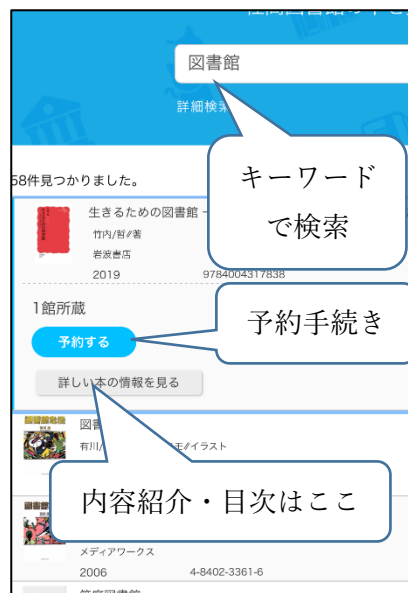 図書館
詳細検
キーワード
で検索
58件見つかりました。
生きるための図書館 -
竹内/哲∥著
岩波書店
2019 9784004317838
1館所蔵
予約する
予約手続き
詳しい本の情報を見る
図書
有川/
∥イラスト
内容紹介・目次はここ
メディアワークス
2006 4-8402-3361-6